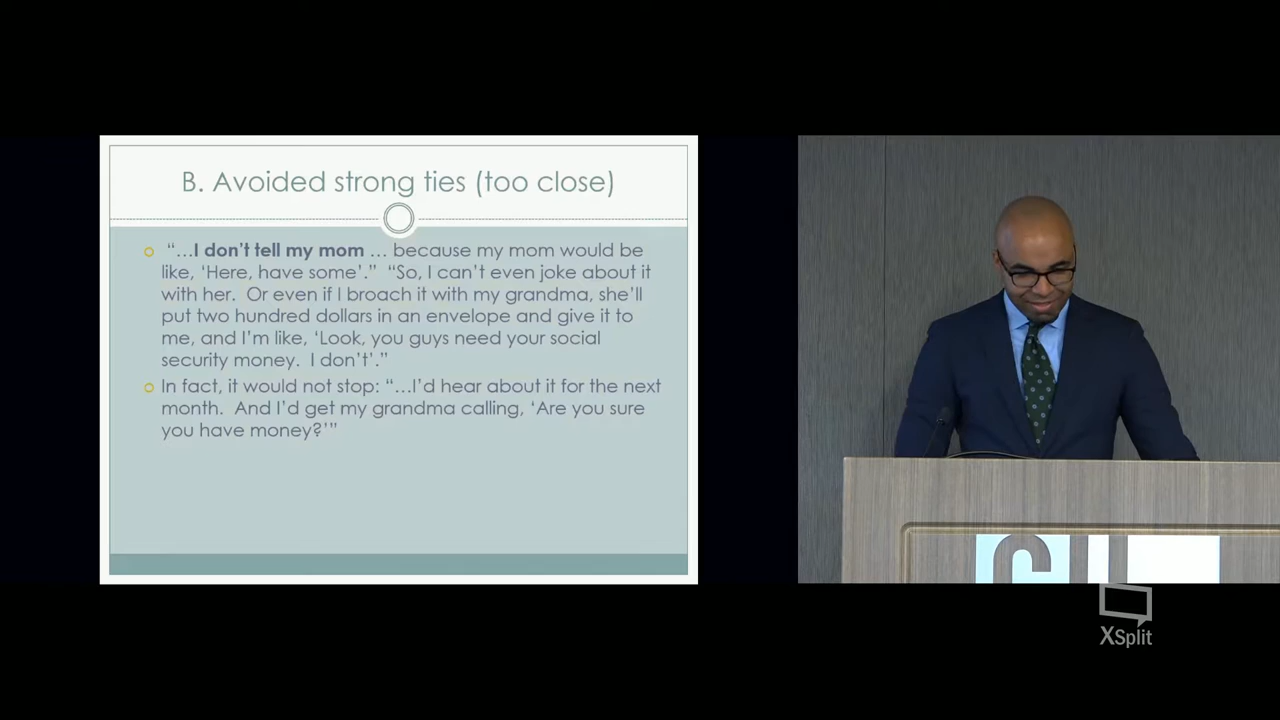 B. Avoided strong ties (too close)
“…I don’t tell my mom … because my mom would be
like, ‘Here, have some’.” “So, I can’t even joke about it
with her. Or even if I broach it with my grandma, she’ll
put two hundred dollars in an envelope and give it to
me, and I’m like, ‘Look, you guys need your social
security money. I don’t’.”
In fact, it would not stop: “…I’d hear about it for the next
month. And I’d get my grandma calling, ‘Are you sure
you have money?’”
XSplit